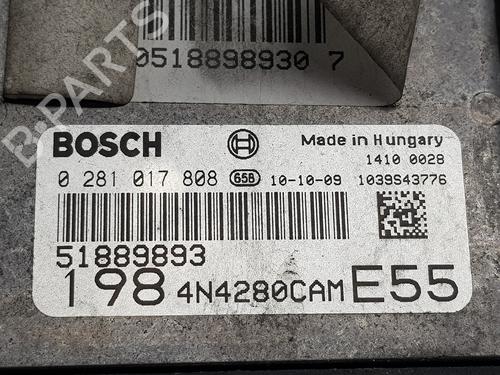 0518898930 7
BOSCH
Made in Hungary
1410 0028
0 281 017 808 65B 10-10-09 1039S43776
51889893
198 4N4280CAM E55
B-PARTS